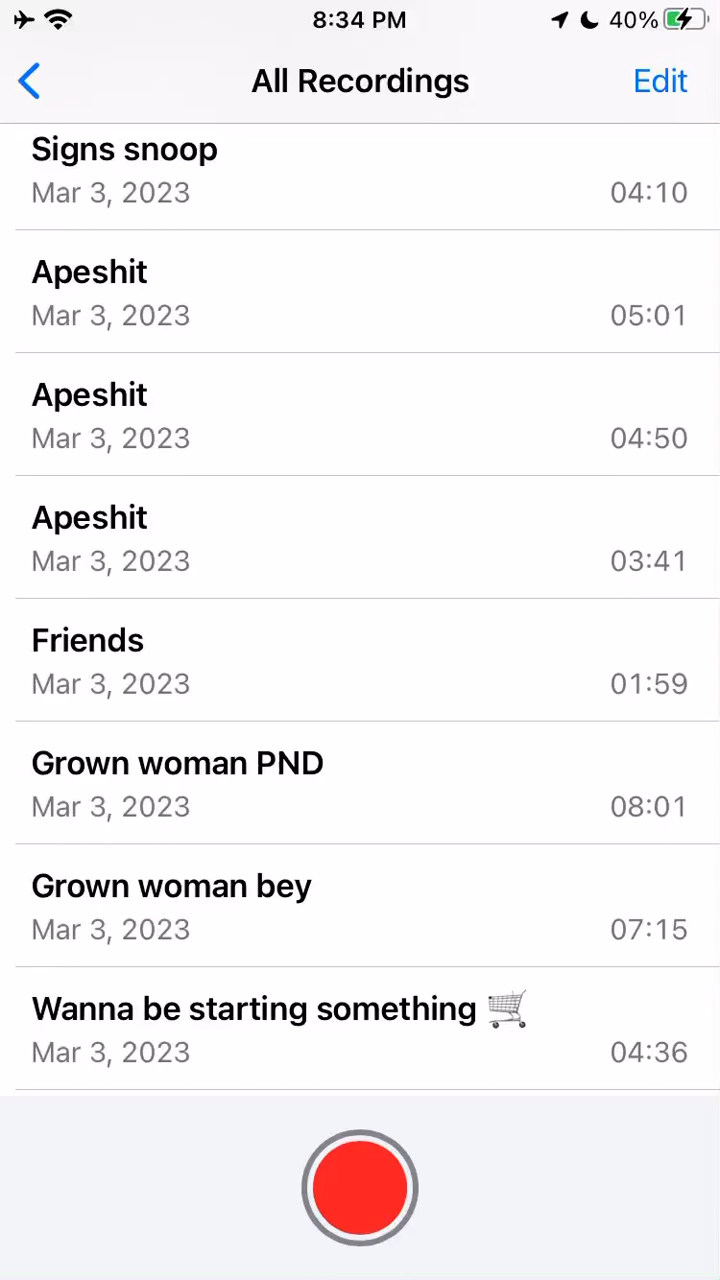 8:34 PM 40%
All Recordings Edit
Signs snoop
Mar 3, 2023 04:10
Apeshit
Mar 3, 2023 05:01
Apeshit
Mar 3, 2023 04:50
Apeshit
Mar 3, 2023 03:41
Friends
Mar 3, 2023 01:59
Grown woman PND
Mar 3, 2023 08:01
Grown woman bey
Mar 3, 2023 07:15
Wanna be starting something 🛒
Mar 3, 2023 04:36